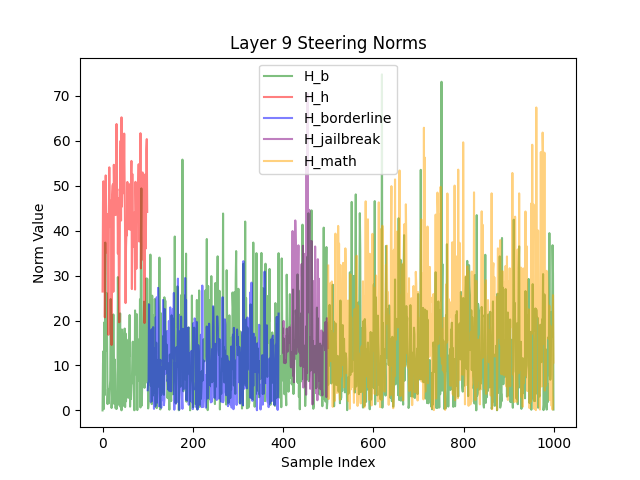 Layer 9 Steering Norms
H_b
H_h
H_borderline
H_jailbreak
H_math
Norm Value
70
60
50
40
30
20
10
0
0 200 400 600 800 1000
Sample Index